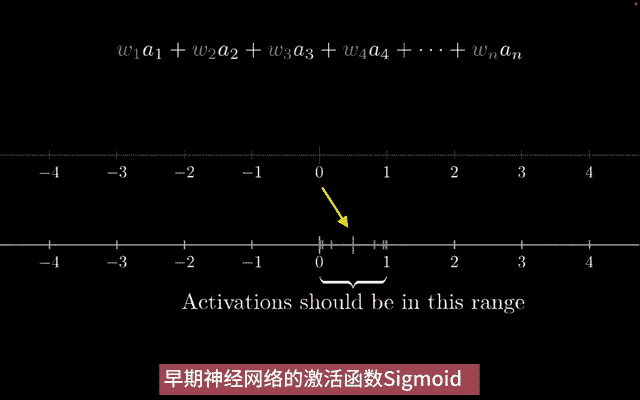 w₁a₁ + w₂a₂ + w₃a₃ + w₄a₄ + ⋯ + wₙaₙ
−4 −3 −2 −1 0 1 2 3 4
−4 −3 −2 −1 0 1 2 3 4
Activations should be in this range
早期神经网络的激活函数Sigmoid